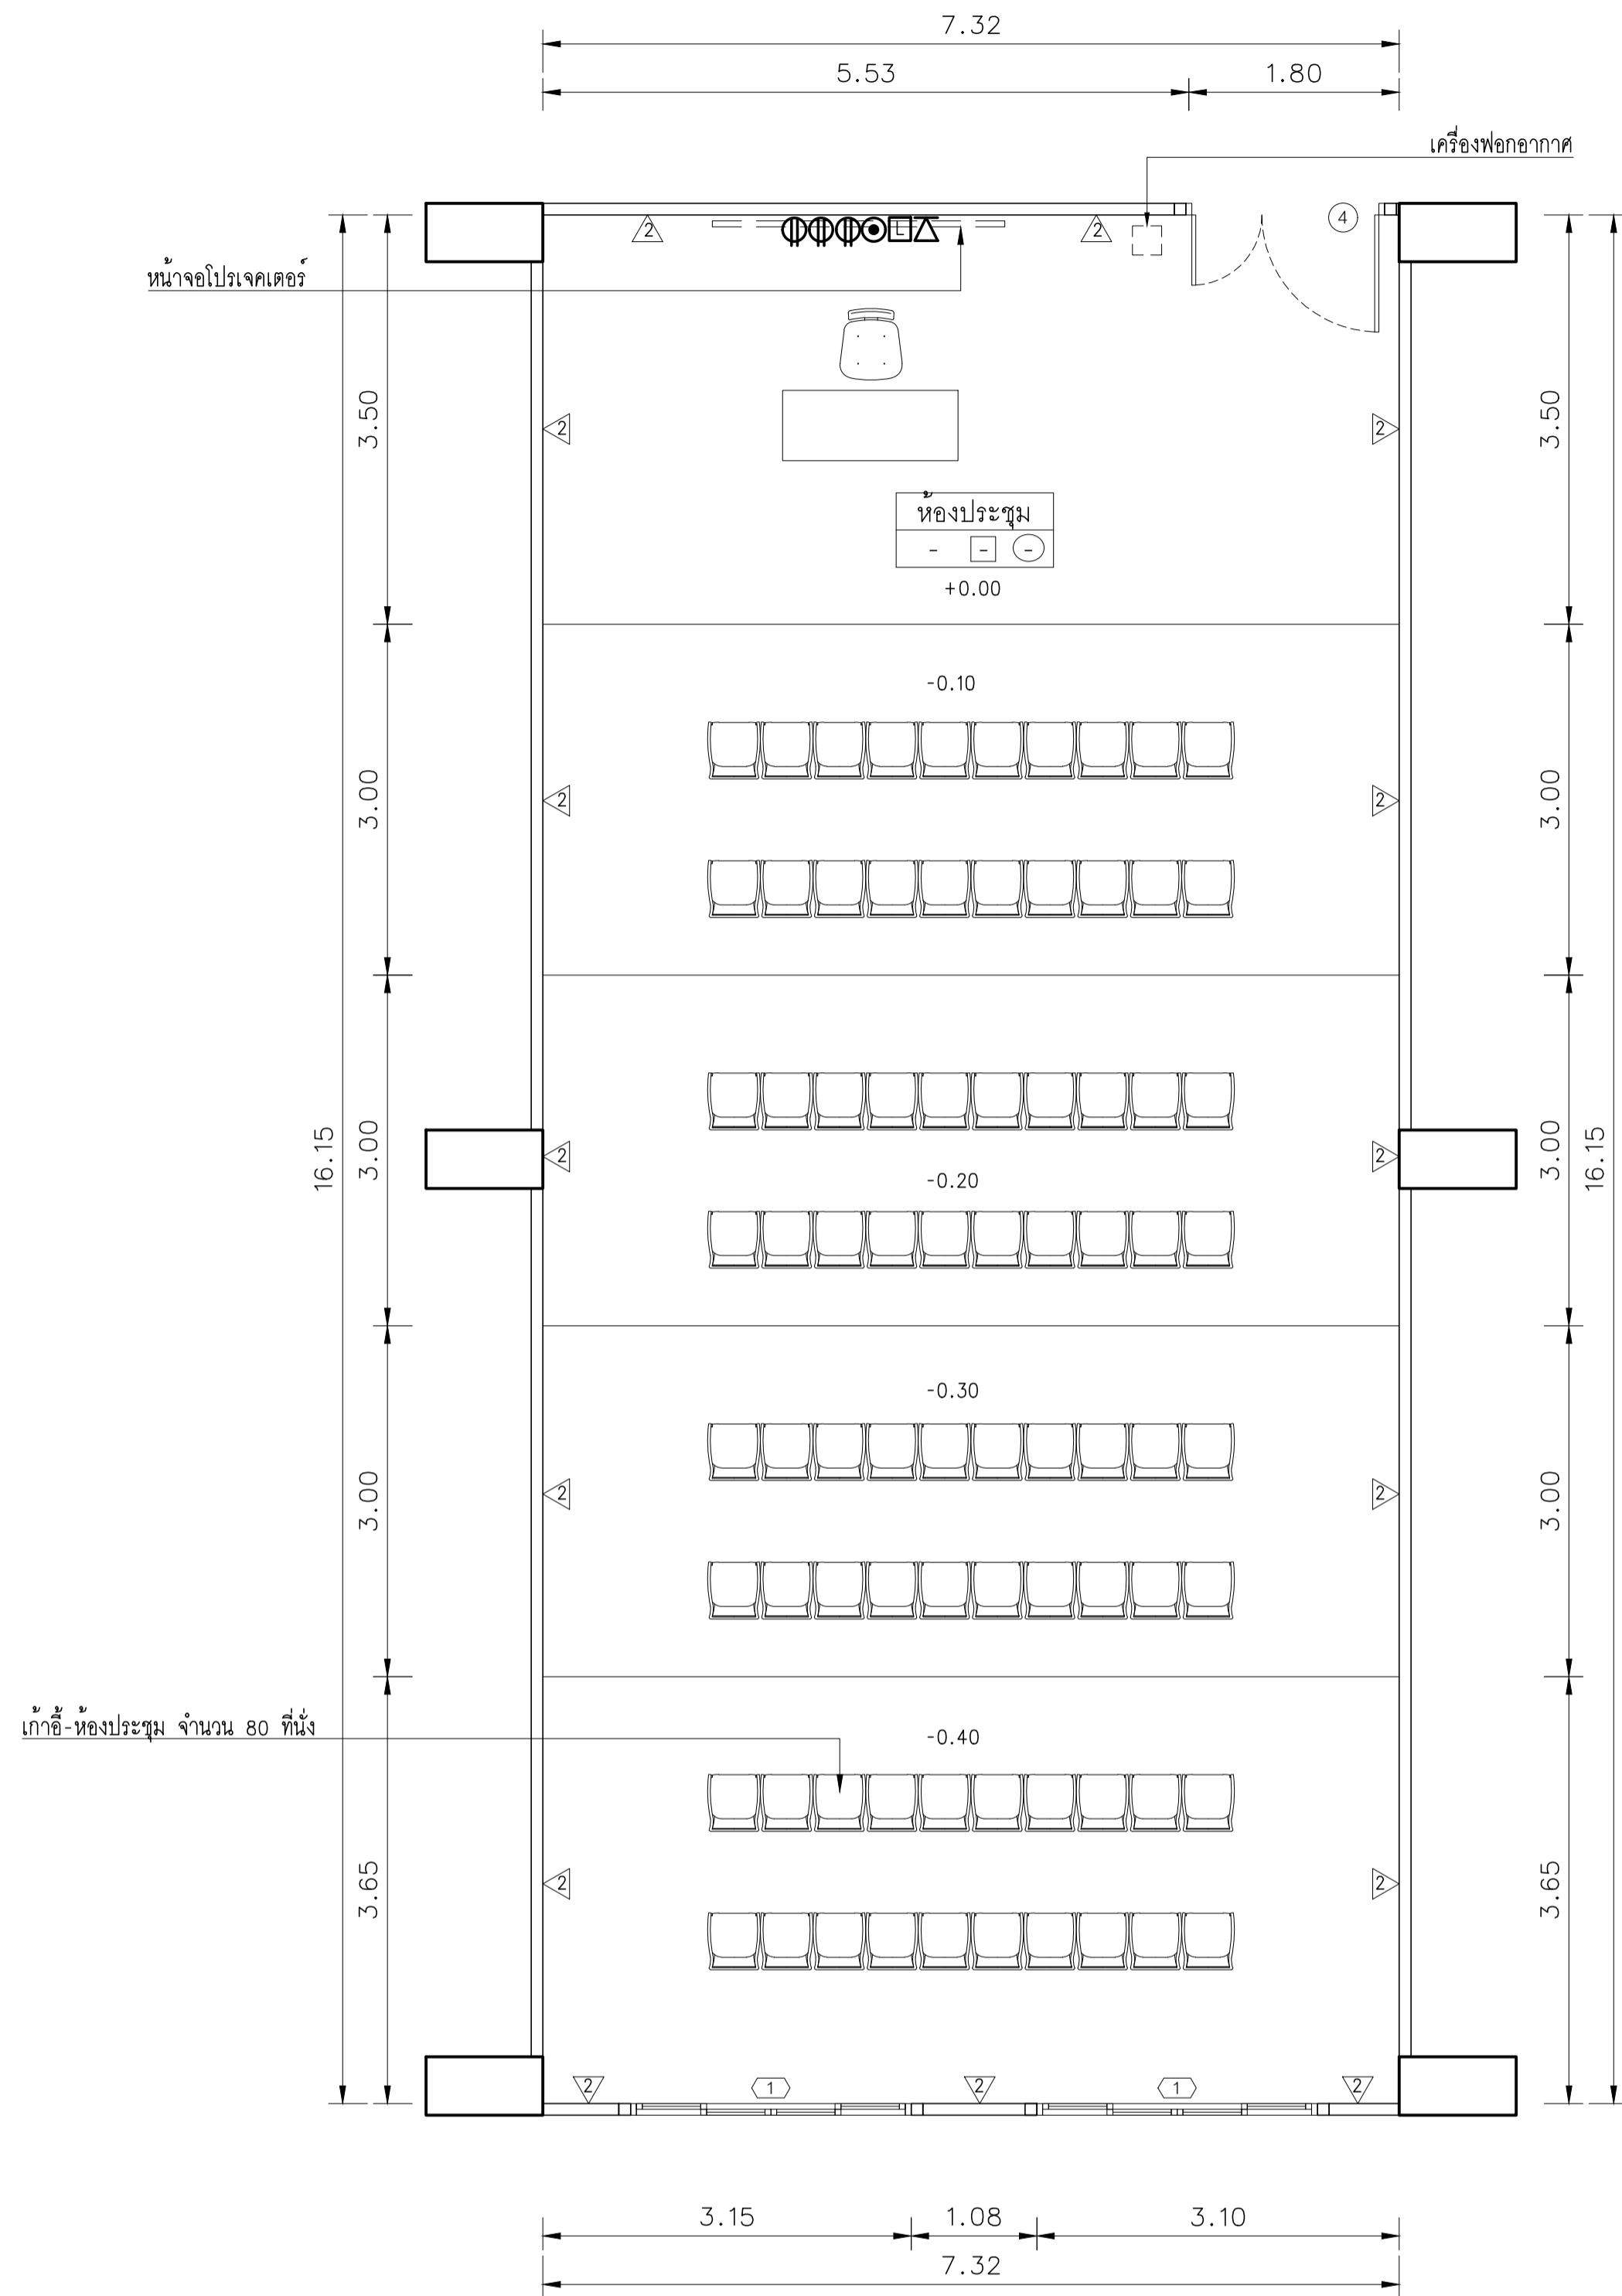 7.32
5.53 1.80
เครื่องฟอกอากาศ
4
2 L 2
หน้าจอโปรเจคเตอร์
3.50 3.50
2 2
ห้องประชุม
- - -
+0.00
-0.10
3.00 2 2 3.00
16.15 3.00 2 2 3.00 16.15
-0.20
-0.30
3.00 2 2 3.00
เก้าอี้-ห้องประชุม จำนวน 80 ที่นั่ง
-0.40
3.65 2 2 3.65
2 1 2 1 2
3.15 1.08 3.10
7.32